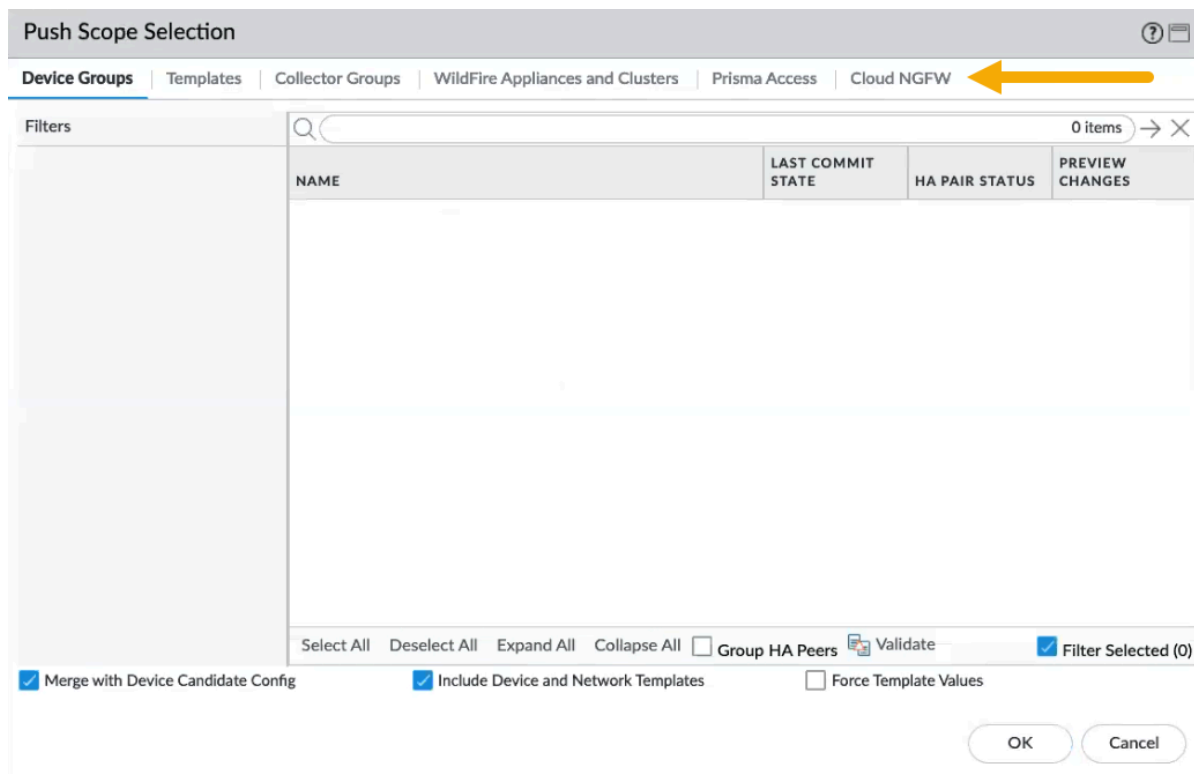 Push Scope Selection
Device Groups Templates Collector Groups WildFire Appliances and Clusters Prisma Access Cloud NGFW
Filters
0 items
NAME
LAST COMMIT STATE
HA PAIR STATUS
PREVIEW CHANGES
Select All Deselect All Expand All Collapse All Group HA Peers Validate Filter Selected (0)
Merge with Device Candidate Config Include Device and Network Templates Force Template Values
OK Cancel